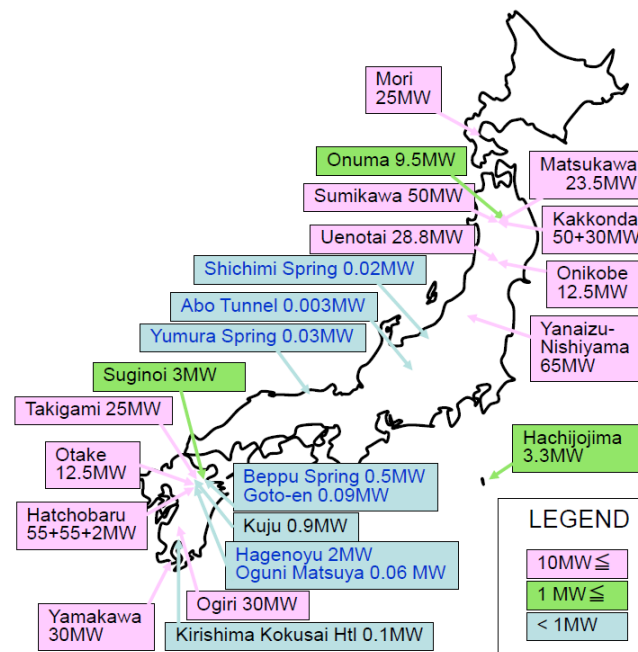 Mori
25MW
Onuma 9.5MW
Matsukawa
23.5MW
Sumikawa 50MW
Kakkonda
50+30MW
Uenotai 28.8MW
Shichimi Spring 0.02MW
Onikobe
12.5MW
Abo Tunnel 0.003MW
Yumura Spring 0.03MW
Yanaizu-
Nishiyama
65MW
Suginoi 3MW
Takigami 25MW
Hachijojima
3.3MW
Otake
12.5MW
Beppu Spring 0.5MW
Goto-en 0.09MW
Hatchobaru
55+55+2MW
Kuju 0.9MW
Hagenoyu 2MW
Oguni Matsuya 0.06 MW
Yamakawa
30MW
Ogiri 30MW
Kirishima Kokusai Htl 0.1MW
LEGEND
10MW≦
1 MW≦
< 1MW